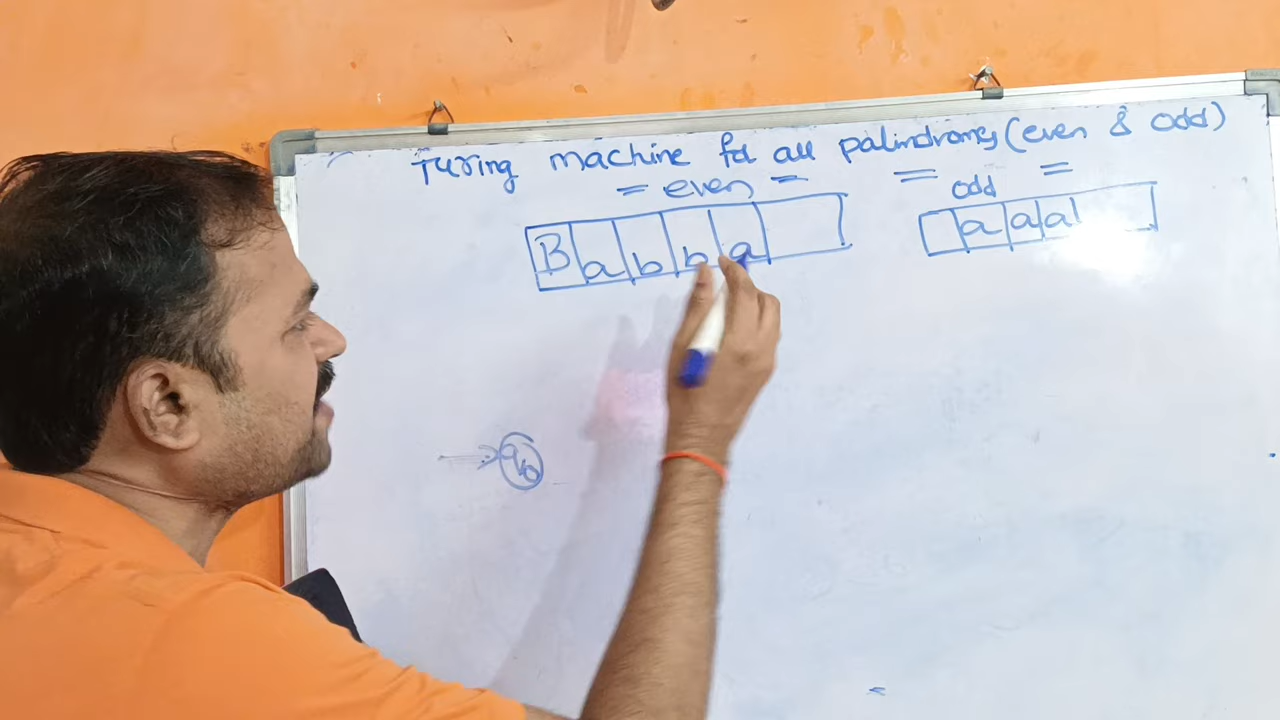 Turing machine for all palindromes (even & odd)
= even =
odd
B a b b a
a a a
q0